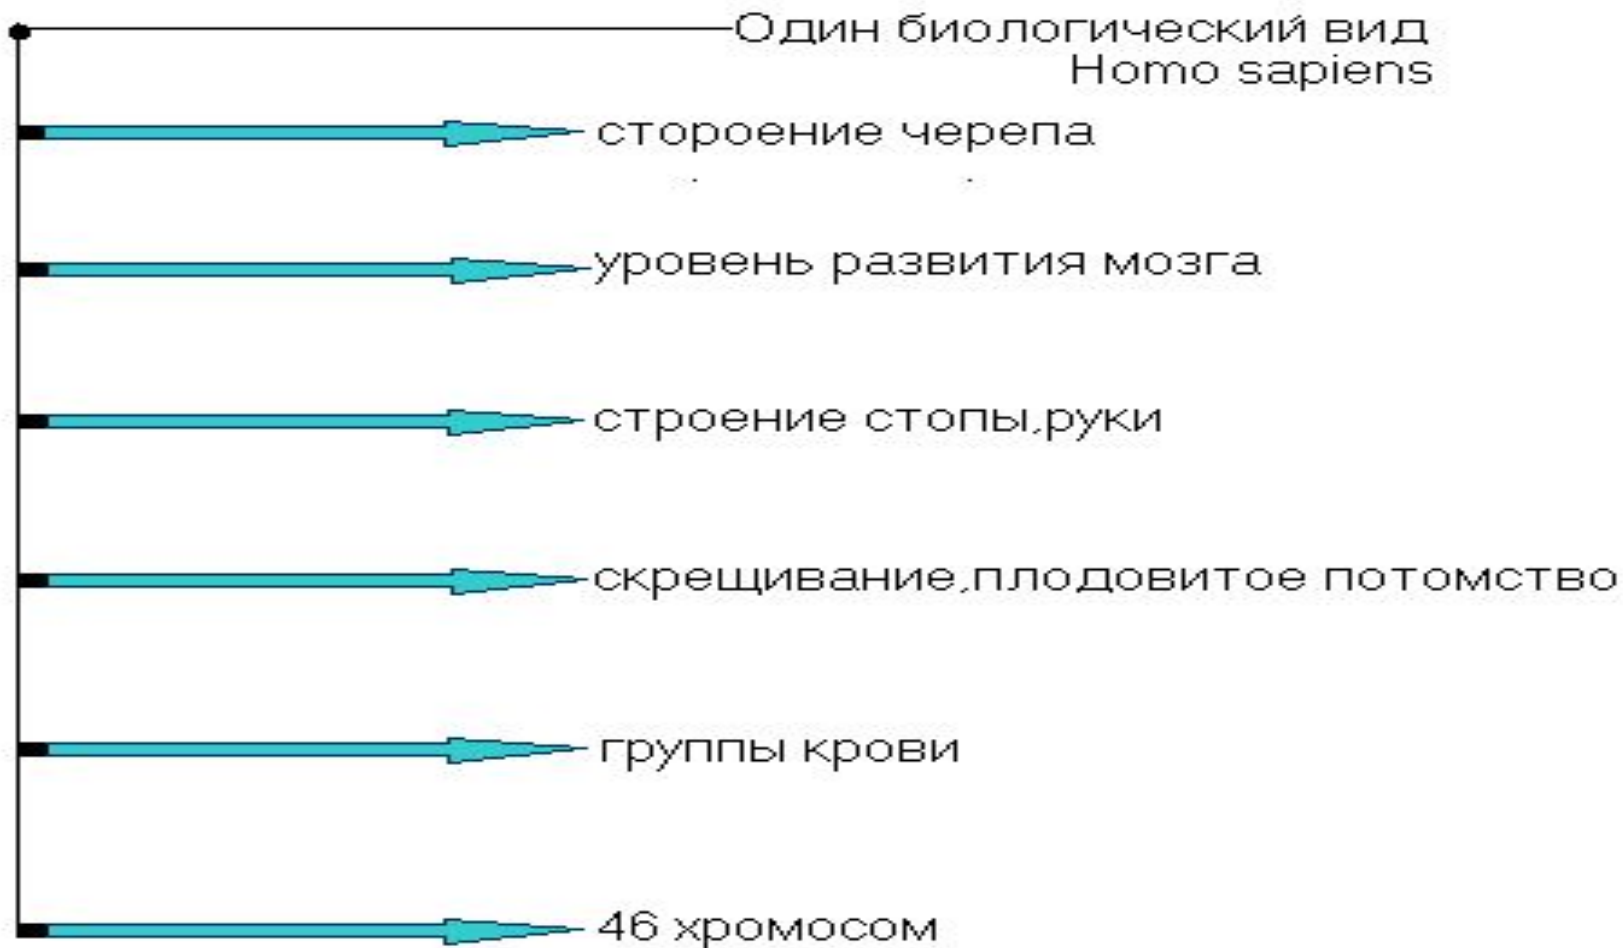 Один биологический вид
Homo sapiens
стороение черепа
уровень развития мозга
строение стопы,руки
скрещивание,плодовитое потомство
группы крови
46 хромосом